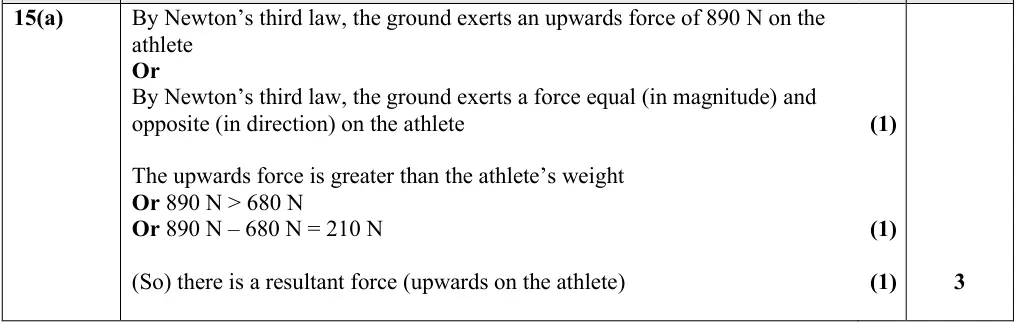 15(a) By Newton’s third law, the ground exerts an upwards force of 890 N on the
athlete
Or
By Newton’s third law, the ground exerts a force equal (in magnitude) and
opposite (in direction) on the athlete (1)
The upwards force is greater than the athlete’s weight
Or 890 N > 680 N
Or 890 N – 680 N = 210 N (1)
(So) there is a resultant force (upwards on the athlete) (1) 3